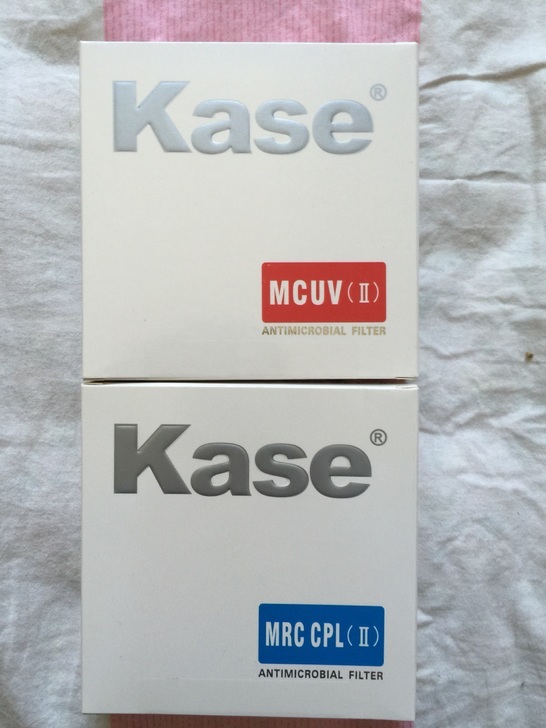 Kase®
MCUV(Ⅱ)
ANTIMICROBIAL FILTER
Kase®
MRC CPL(Ⅱ)
ANTIMICROBIAL FILTER